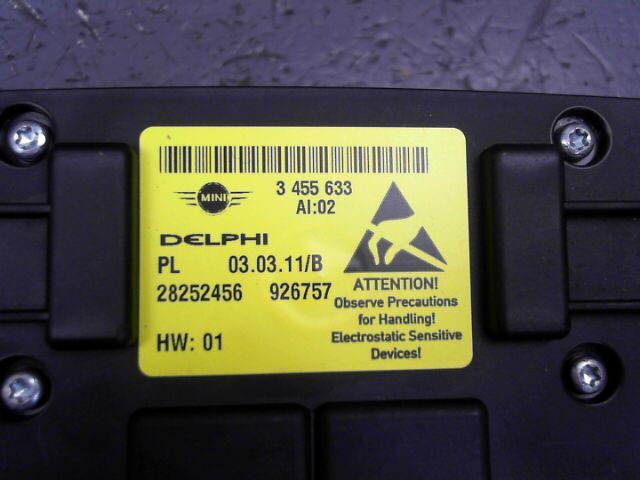 MINI
3 455 633
AI:02
DELPHI
PL 03.03.11/B
28252456 926757
HW: 01
ATTENTION!
Observe Precautions
for Handling!
Electrostatic Sensitive
Devices!